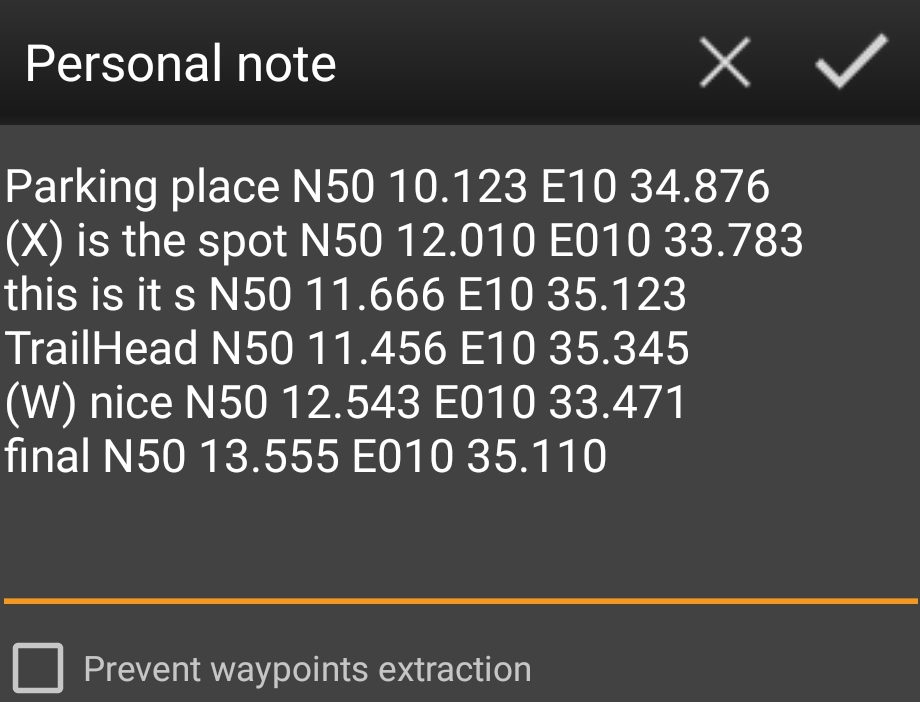 Personal note
Parking place N50 10.123 E10 34.876
(X) is the spot N50 12.010 E010 33.783
this is it s N50 11.666 E10 35.123
TrailHead N50 11.456 E10 35.345
(W) nice N50 12.543 E010 33.471
final N50 13.555 E010 35.110
Prevent waypoints extraction